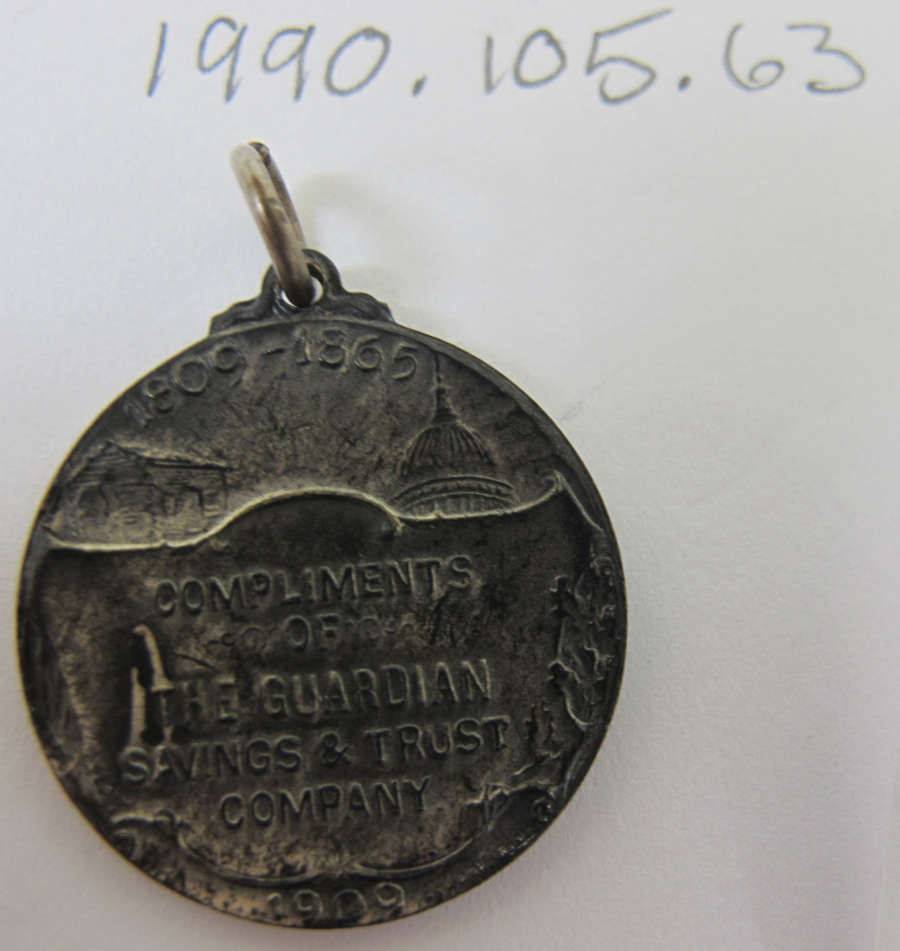 1990.105.63
1809-1865
COMPLIMENTS
OF
THE GUARDIAN
SAVINGS & TRUST
COMPANY
1909